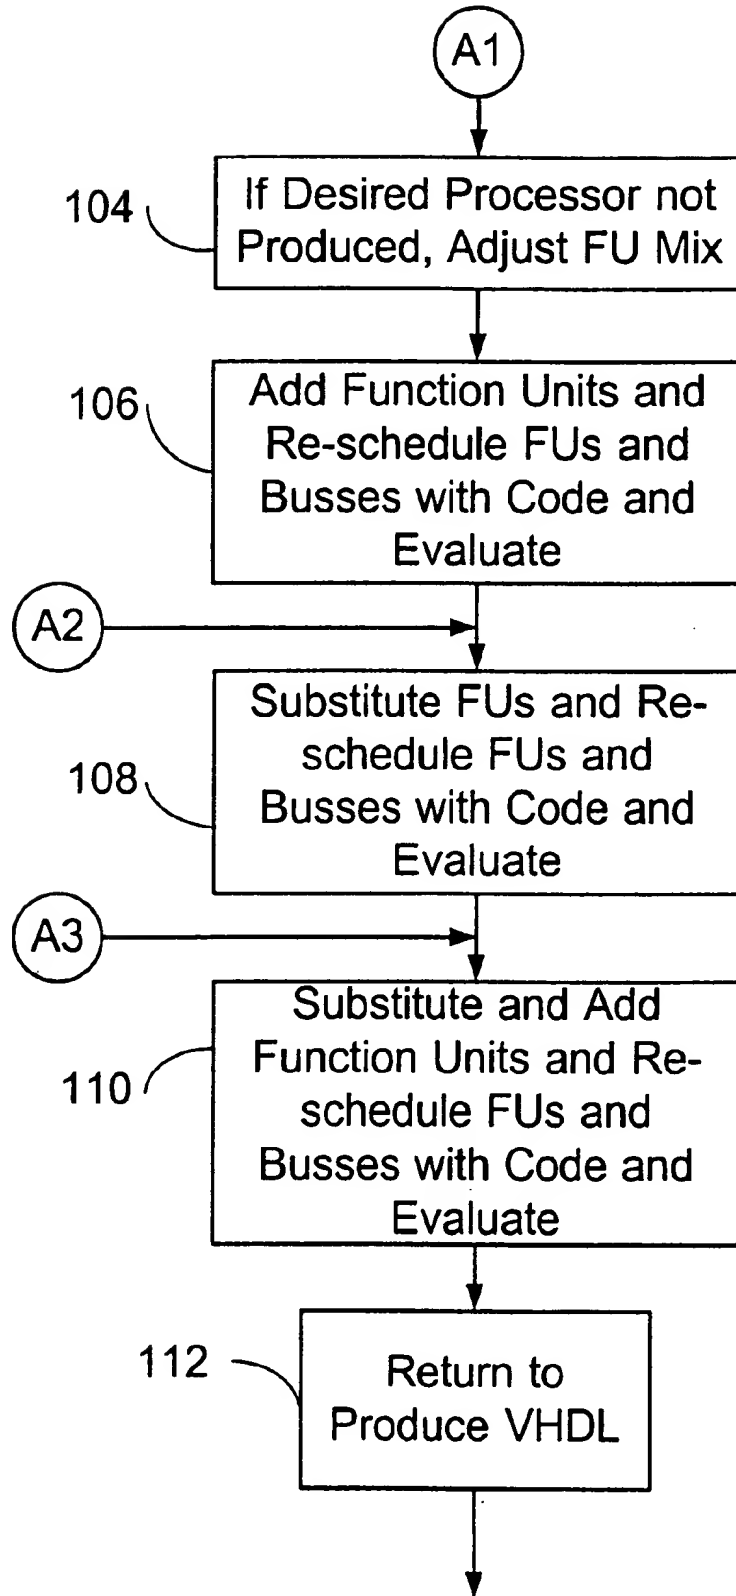 A1
104
If Desired Processor not
Produced, Adjust FU Mix
106
Add Function Units and
Re-schedule FUs and
Busses with Code and
Evaluate
A2
108
Substitute FUs and Re-
schedule FUs and
Busses with Code and
Evaluate
A3
110
Substitute and Add
Function Units and Re-
schedule FUs and
Busses with Code and
Evaluate
112
Return to
Produce VHDL